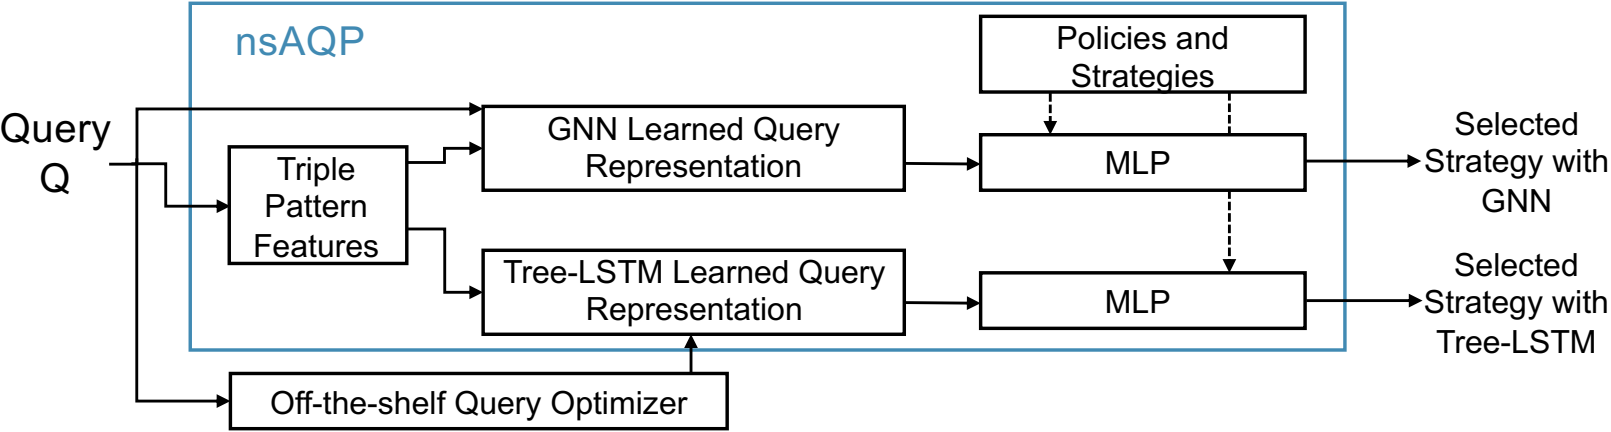 nsAQP
Policies and
Strategies
Query
Q
Triple
Pattern
Features
GNN Learned Query
Representation
MLP
Selected
Strategy with
GNN
Tree-LSTM Learned Query
Representation
MLP
Selected
Strategy with
Tree-LSTM
Off-the-shelf Query Optimizer